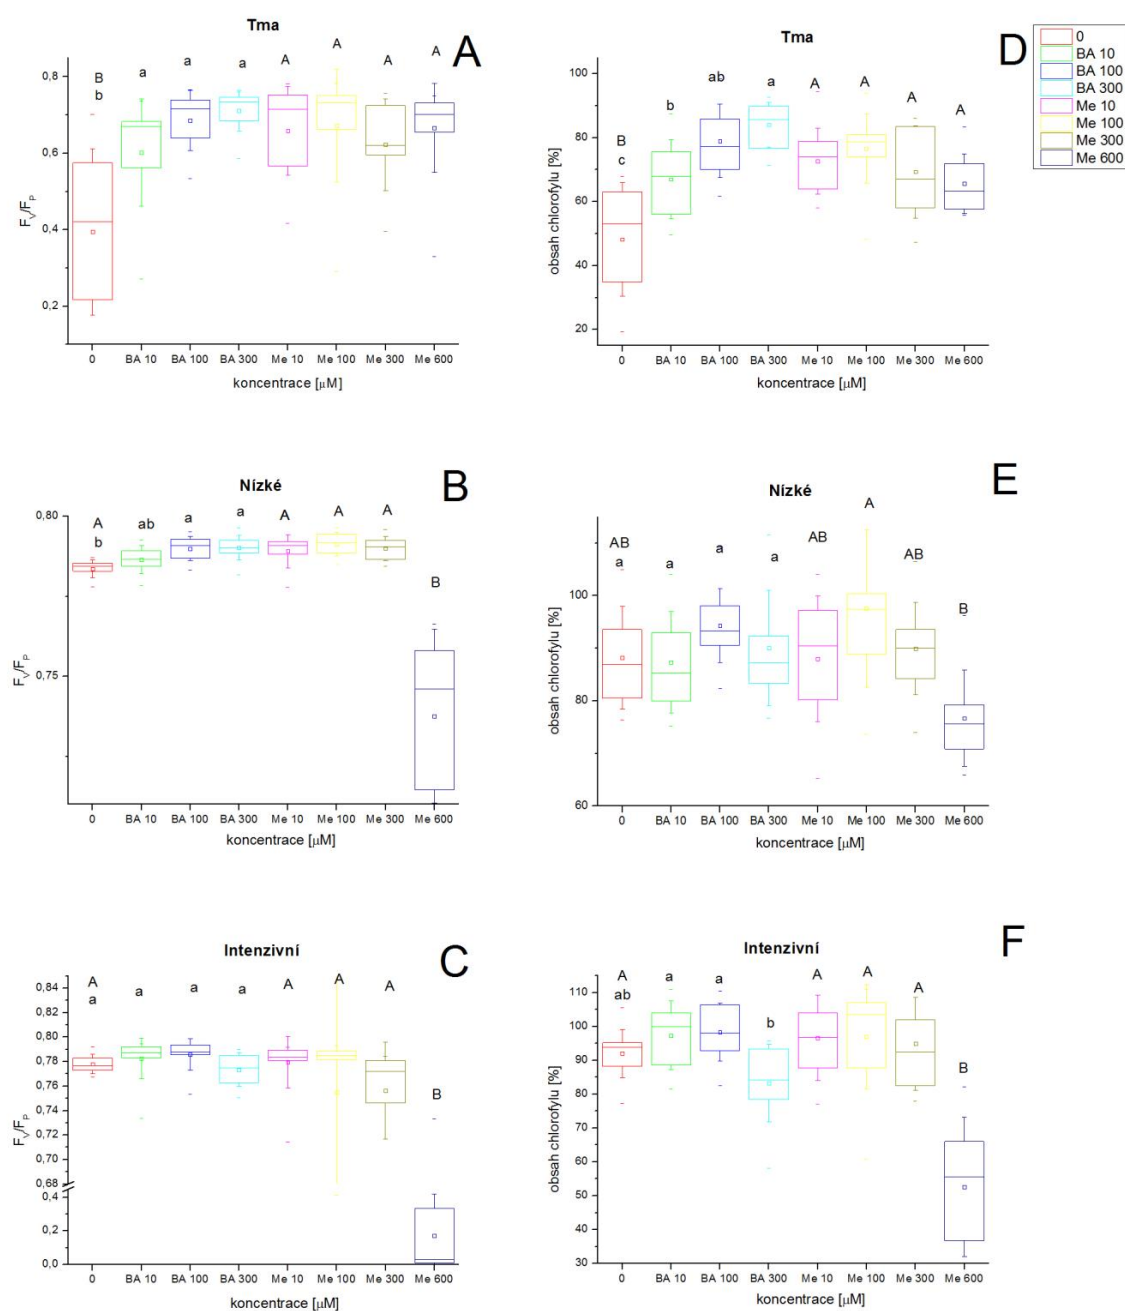 Tma
A
B
b
a
a
a
A
A
A
A
0,8
0,6
0,4
0,2
Fv/FP
0 BA 10 BA 100 BA 300 Me 10 Me 100 Me 300 Me 600
koncentrace [µM]
Tma
D
B
c
b
ab
a
A
A
A
A
100
80
60
40
20
obsah chlorofylu [%]
0 BA 10 BA 100 BA 300 Me 10 Me 100 Me 300 Me 600
koncentrace [µM]
0
BA 10
BA 100
BA 300
Me 10
Me 100
Me 300
Me 600
Nízké
B
A
b
ab
a
a
A
A
A
B
0,80
0,75
Fv/FP
0 BA 10 BA 100 BA 300 Me 10 Me 100 Me 300 Me 600
koncentrace [µM]
Nízké
E
AB
a
a
a
a
AB
A
AB
B
100
80
60
obsah chlorofylu [%]
0 BA 10 BA 100 BA 300 Me 10 Me 100 Me 300 Me 600
koncentrace [µM]
Intenzivní
C
A
a
a
a
a
A
A
A
B
0,84
0,82
0,80
0,78
0,76
0,74
0,72
0,70
0,68
0,4
0,2
0,0
Fv/FP
0 BA 10 BA 100 BA 300 Me 10 Me 100 Me 300 Me 600
koncentrace [µM]
Intenzivní
F
A
ab
a
a
b
A
A
A
B
110
100
90
80
70
60
50
40
30
obsah chlorofylu [%]
0 BA 10 BA 100 BA 300 Me 10 Me 100 Me 300 Me 600
koncentrace [µM]